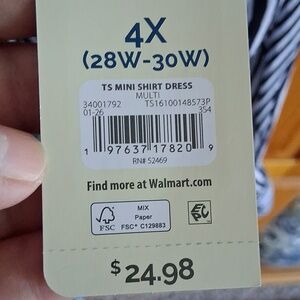 4X
(28W-30W)
TS MINI SHIRT DRESS
MULTI
34001792 TS16100148573P
01-26 354
1 97637 17820 9
RN# 52469
Find more at Walmart.com
FSC
MIX
Paper
FSC® C129883
$24.98